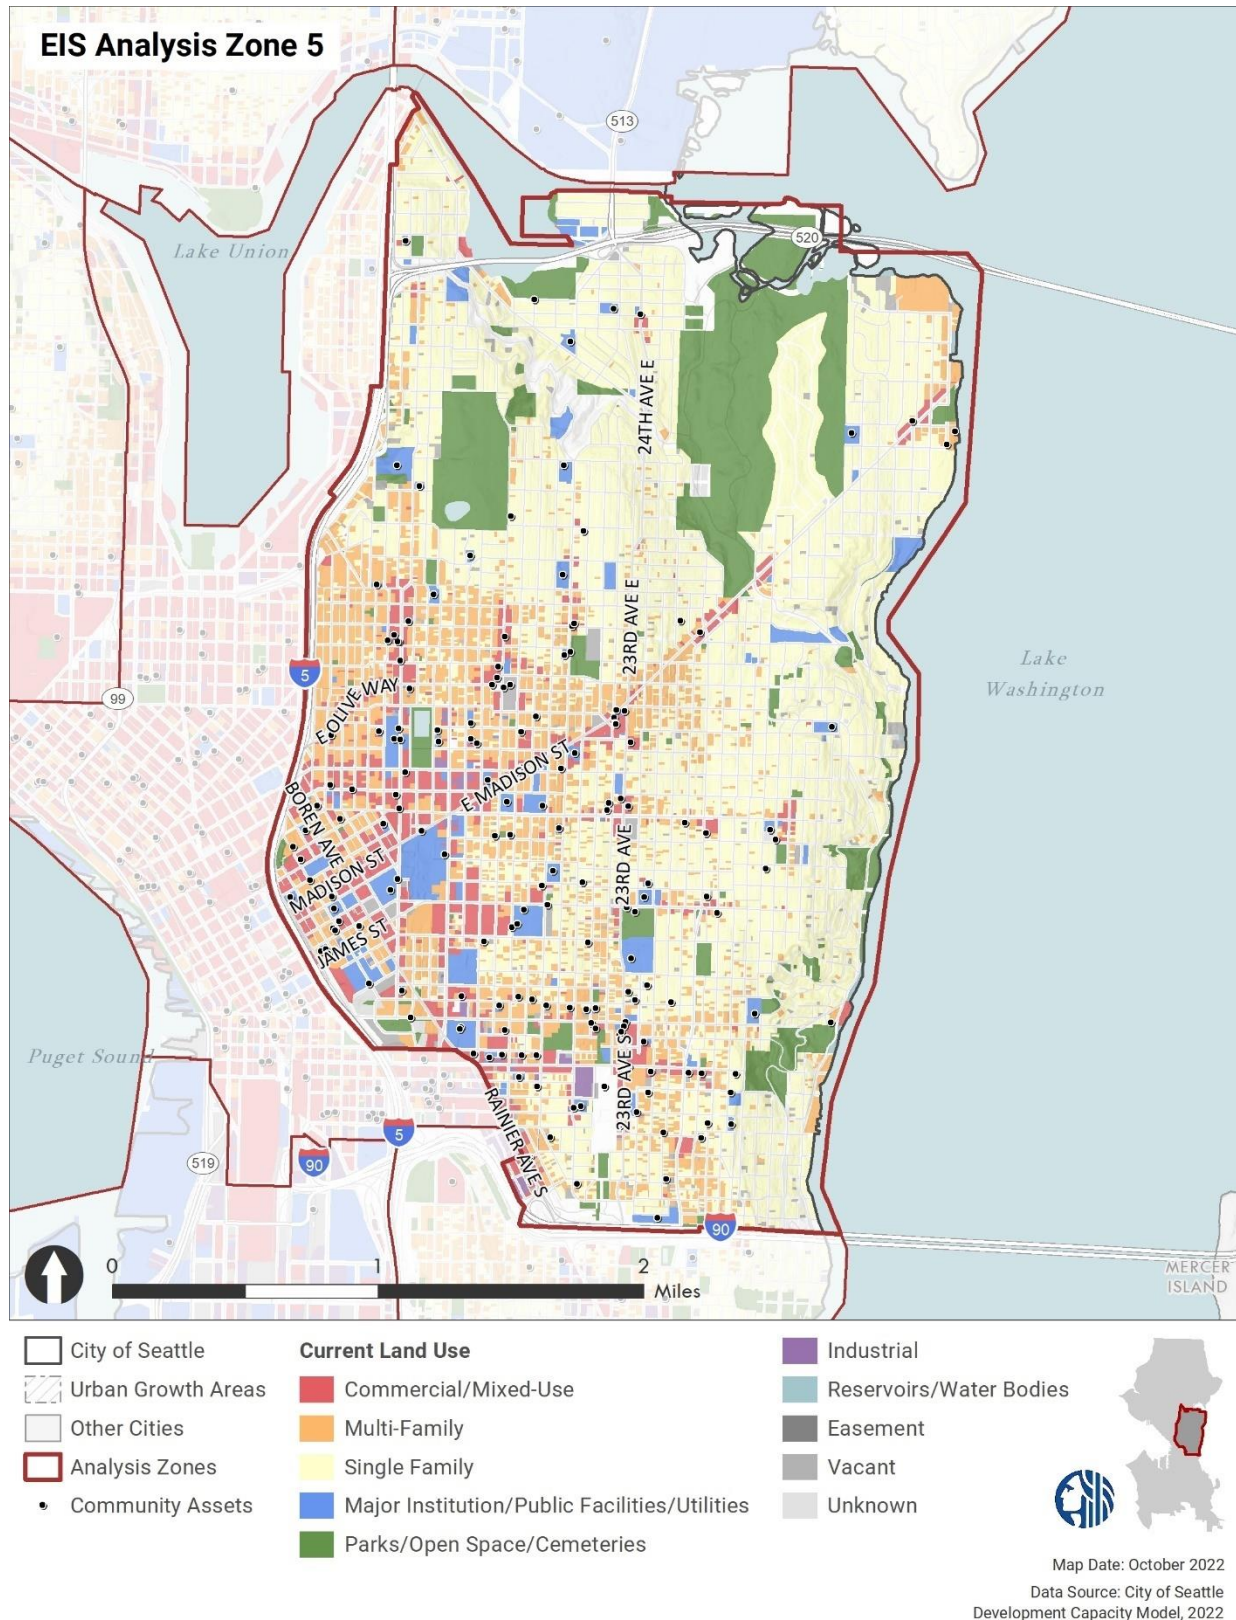 EIS Analysis Zone 5
513
520
Lake Union
24TH AVE E
23RD AVE E
Lake
Washington
5
99
E OLIVE WAY
E MADISON ST
BOREN AVE
MADISON ST
23RD AVE
JAMES ST
Puget Sound
23RD AVE S
RAINIER AVE S
5
90
519
90
MERCER
ISLAND
0 1 2
Miles
City of Seattle
Urban Growth Areas
Other Cities
Analysis Zones
Community Assets
Current Land Use
Commercial/Mixed-Use
Multi-Family
Single Family
Major Institution/Public Facilities/Utilities
Parks/Open Space/Cemeteries
Industrial
Reservoirs/Water Bodies
Easement
Vacant
Unknown
Map Date: October 2022
Data Source: City of Seattle
Development Capacity Model, 2022